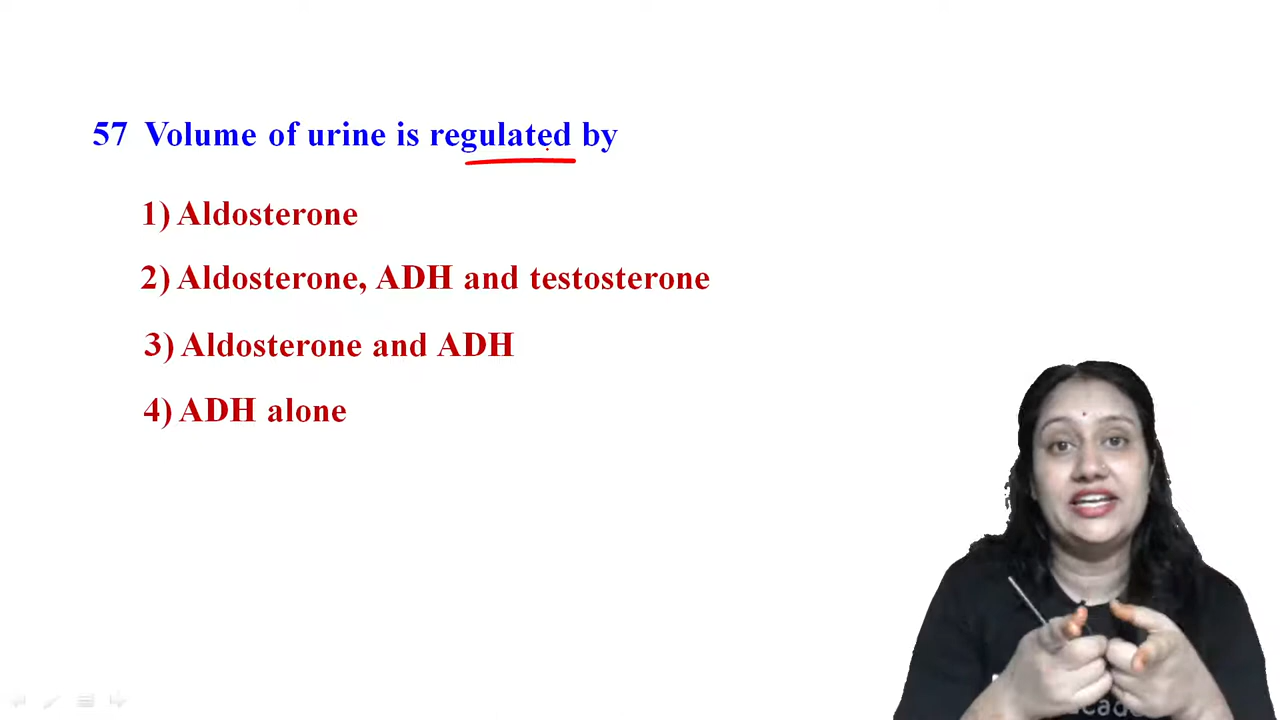 57 Volume of urine is regulated by
1) Aldosterone
2) Aldosterone, ADH and testosterone
3) Aldosterone and ADH
4) ADH alone